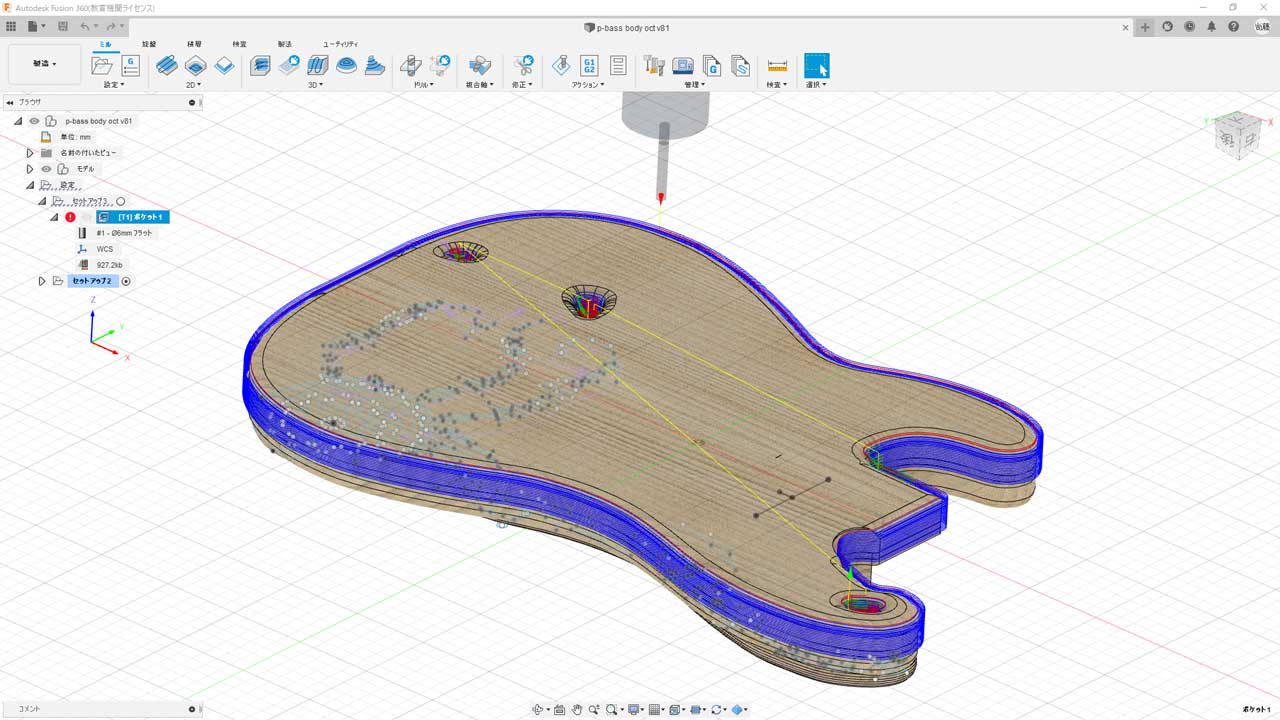 Autodesk Fusion 360(教育機関ライセンス)
p-bass body oct v81
ミル 旋盤 積層 検査 製法 ユーティリティ
製造
設定 2D 3D ドリル 複合軸 修正 アクション 管理 検査 選択
G G1 G2 G
ブラウザ
p-bass body oct v81
単位: mm
名前の付いたビュー
モデル
設定
セットアップ3
[T1] ポケット1
#1 - Ø6mm フラット
WCS
927.2kb
セットアップ2
Z
Y
X
Y
X
コメント
ポケット1